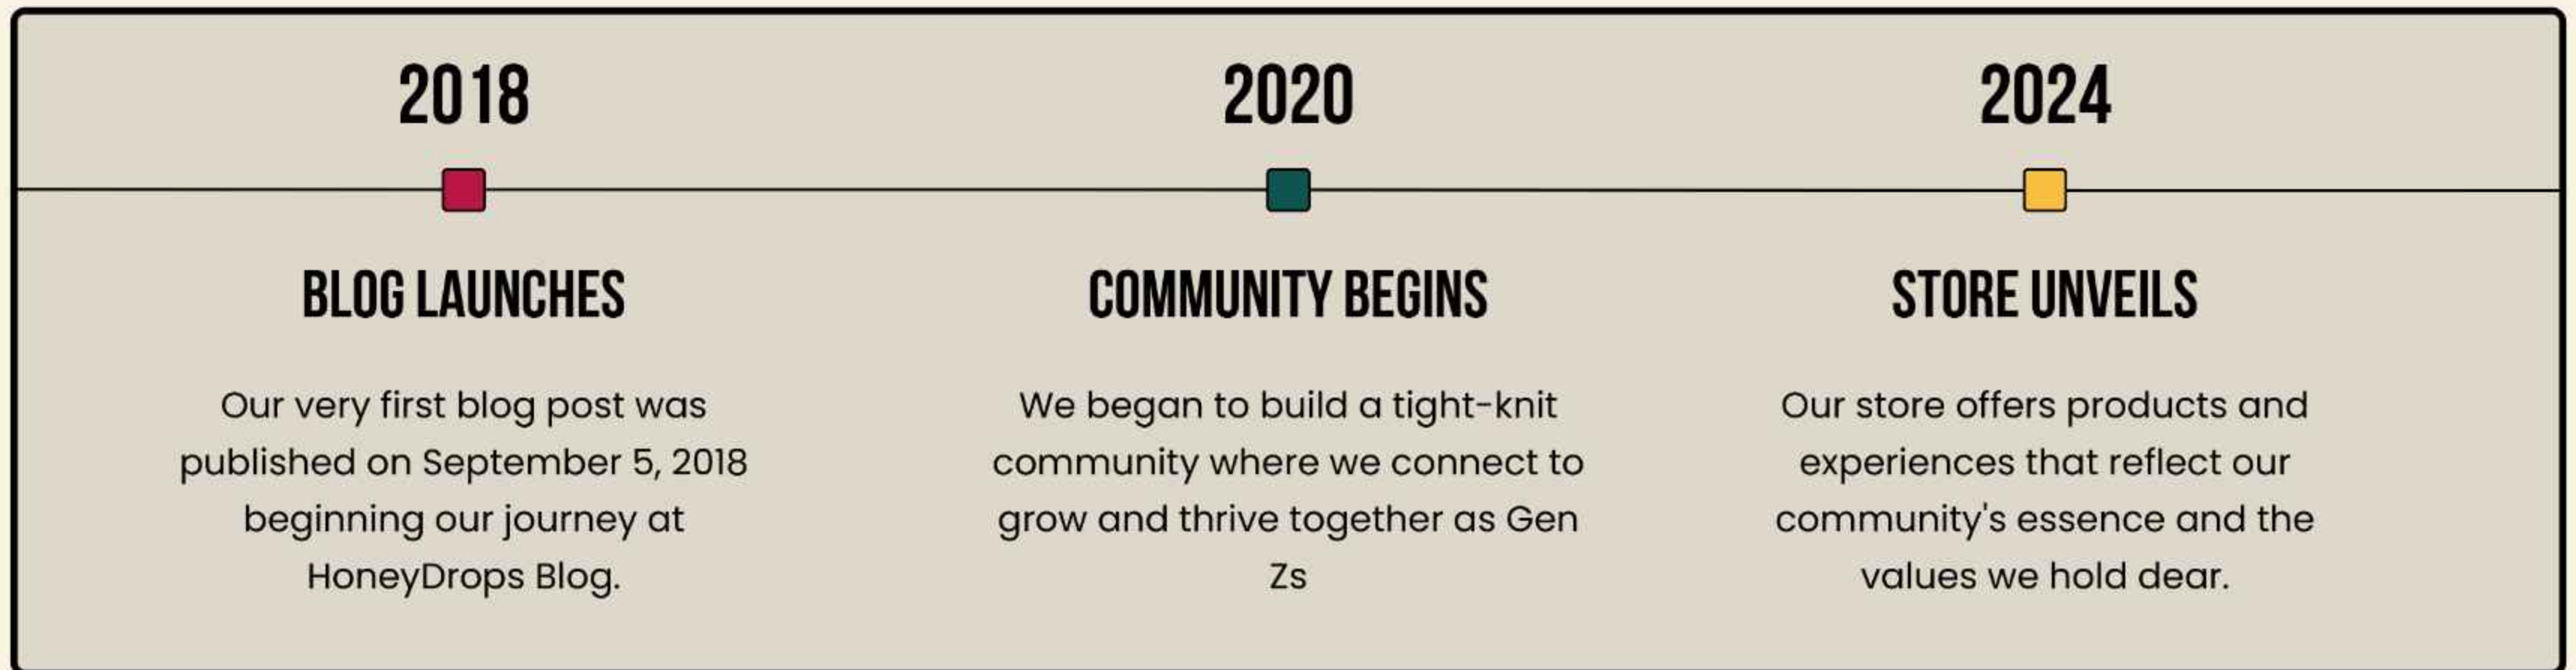 2018
BLOG LAUNCHES
Our very first blog post was
published on September 5, 2018
beginning our journey at
HoneyDrops Blog.
2020
COMMUNITY BEGINS
We began to build a tight-knit
community where we connect to
grow and thrive together as Gen
Zs
2024
STORE UNVEILS
Our store offers products and
experiences that reflect our
community's essence and the
values we hold dear.